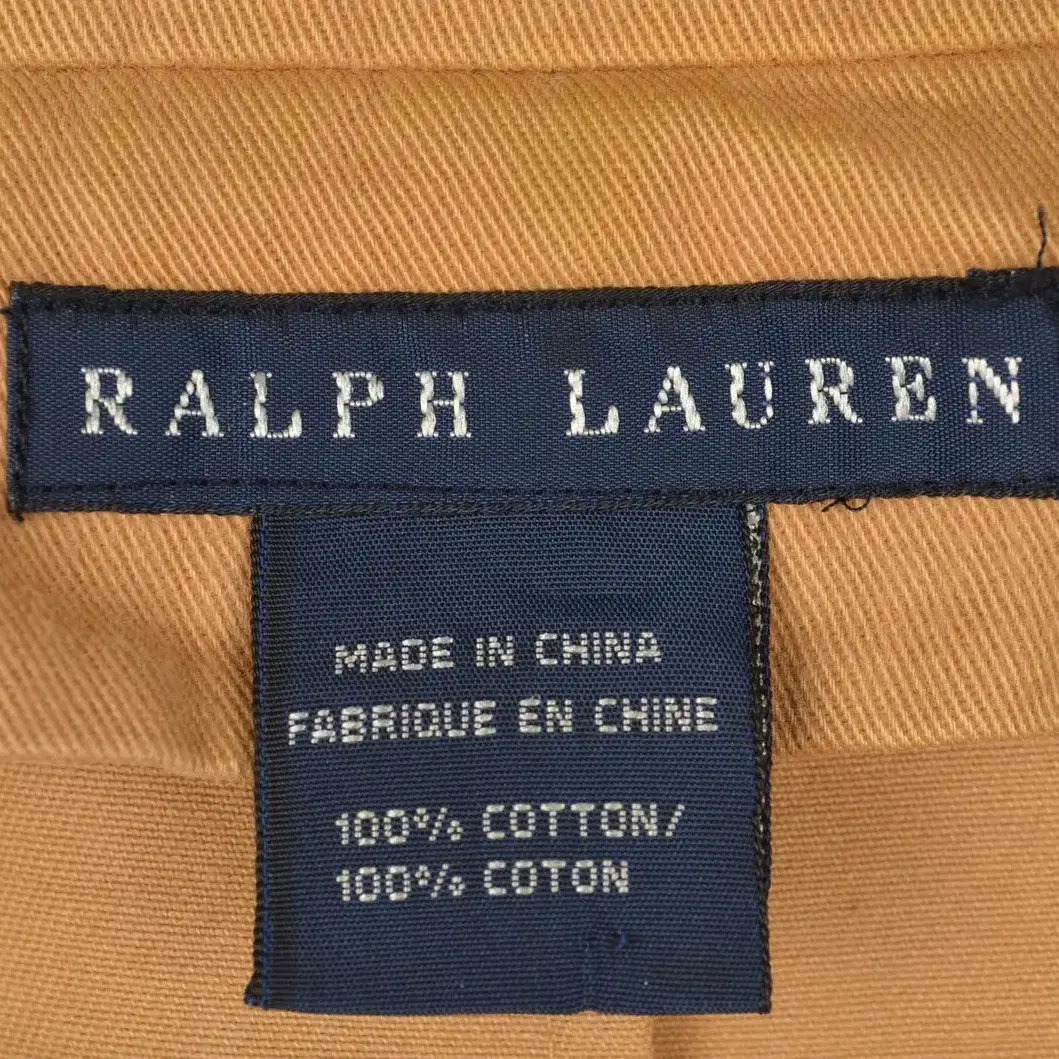 RALPH LAUREN
MADE IN CHINA
FABRIQUE ÉN CHINE
100% COTTON/
100% COTON